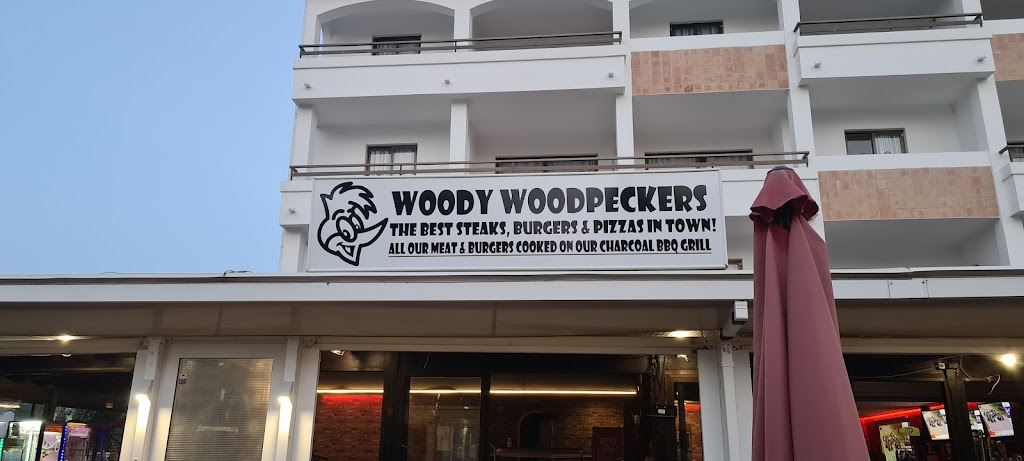 WOODY WOODPECKERS
THE BEST STEAKS, BURGERS & PIZZAS IN TOWN!
ALL OUR MEAT & BURGERS COOKED ON OUR CHARCOAL BBQ GRILL